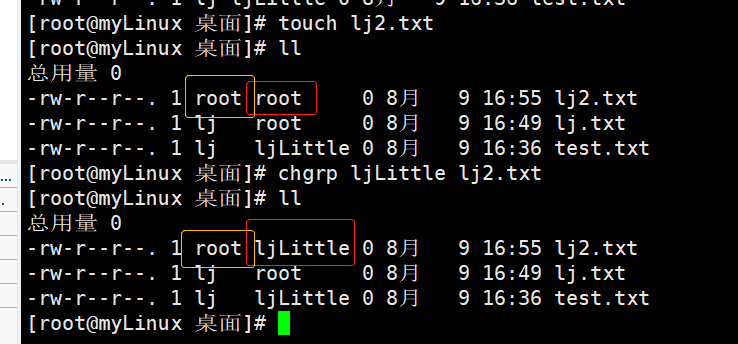 [root@myLinux 桌面]# touch lj2.txt
[root@myLinux 桌面]# ll
总用量 0
-rw-r--r--. 1 root root     0 8月   9 16:55 lj2.txt
-rw-r--r--. 1 lj   root     0 8月   9 16:49 lj.txt
-rw-r--r--. 1 lj   ljLittle 0 8月   9 16:36 test.txt
[root@myLinux 桌面]# chgrp ljLittle lj2.txt
[root@myLinux 桌面]# ll
总用量 0
-rw-r--r--. 1 root ljLittle 0 8月   9 16:55 lj2.txt
-rw-r--r--. 1 lj   root     0 8月   9 16:49 lj.txt
-rw-r--r--. 1 lj   ljLittle 0 8月   9 16:36 test.txt
[root@myLinux 桌面]#